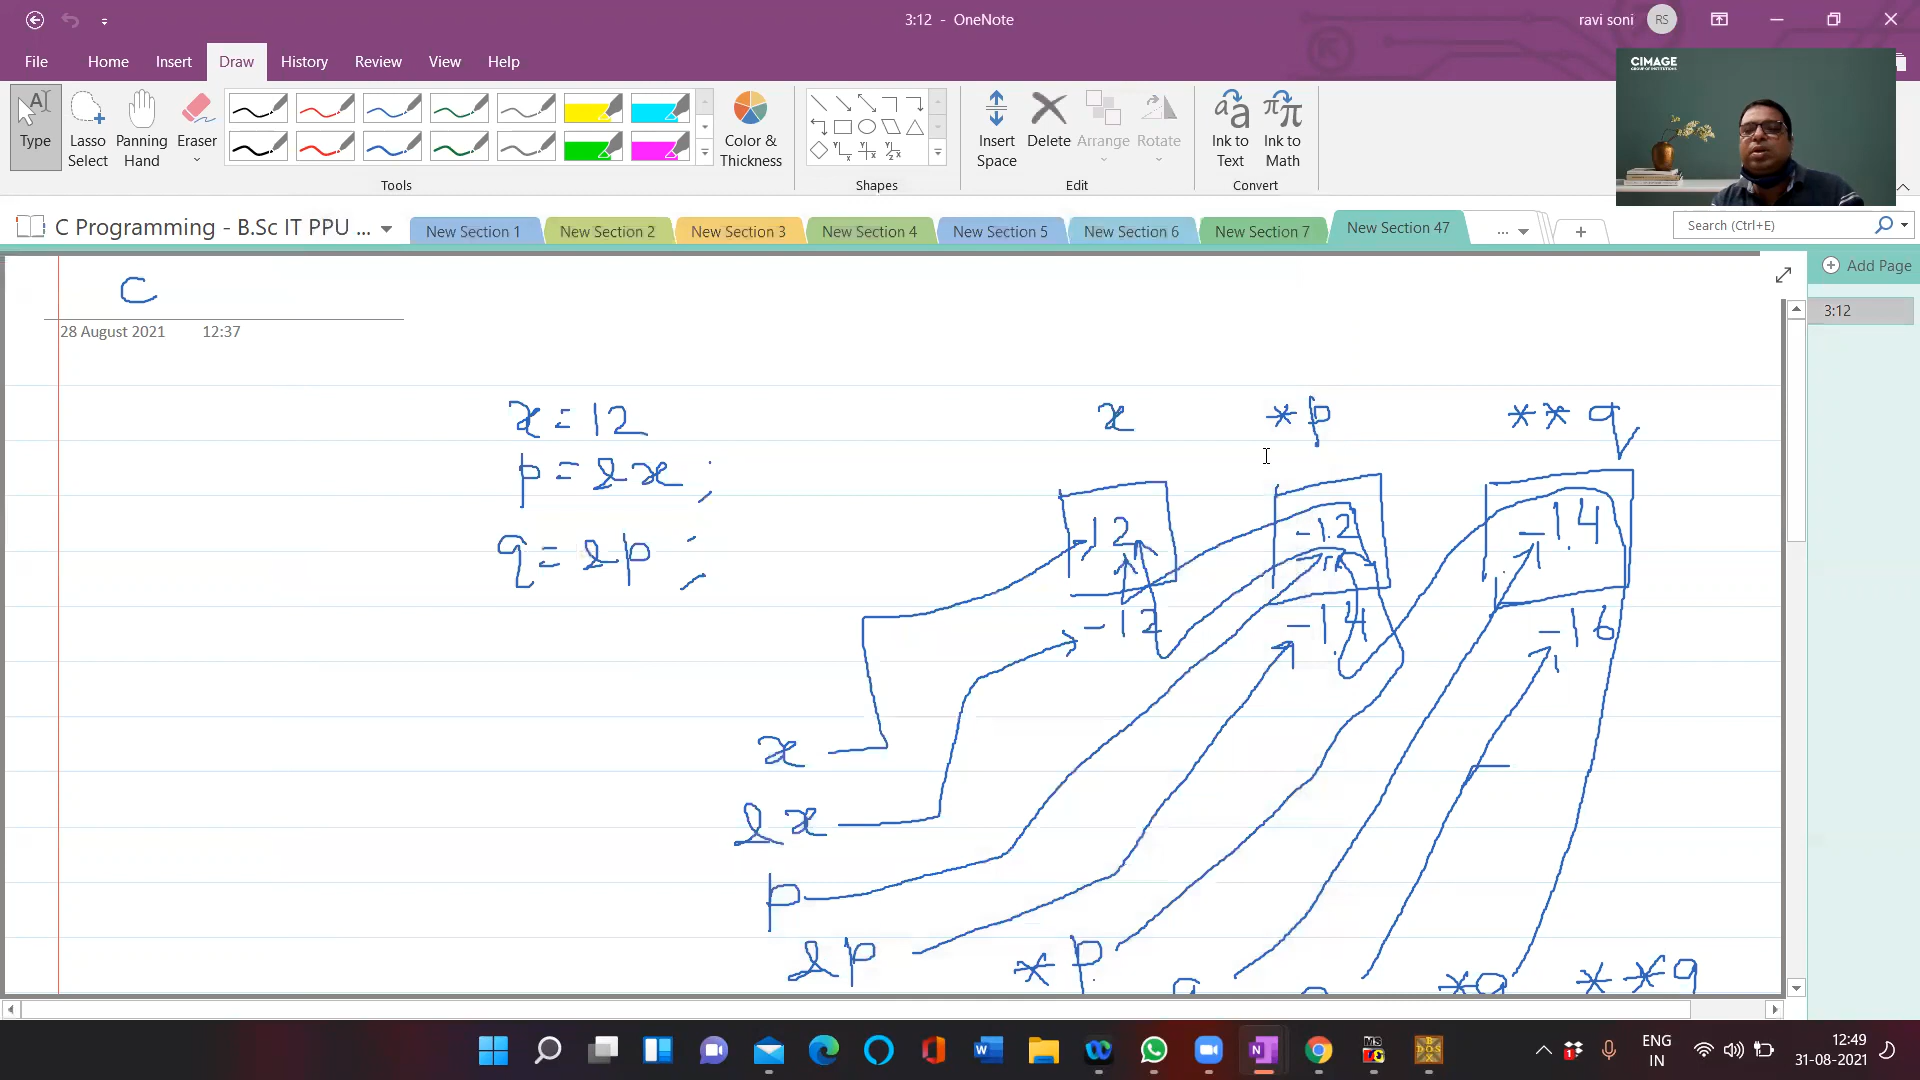 3:12 - OneNote
ravi soni
RS
File Home Insert Draw History Review View Help
CIMAGE
GROUP OF INSTITUTIONS
Type
Lasso Select
Panning Hand
Eraser
Color & Thickness
Insert Space
Delete
Arrange
Rotate
Ink to Text
Ink to Math
Tools
Shapes
Edit
Convert
C Programming - B.Sc IT PPU ...
New Section 1
New Section 2
New Section 3
New Section 4
New Section 5
New Section 6
New Section 7
New Section 47
...
Search (Ctrl+E)
Add Page
3:12
C
28 August 2021 12:37
x = 12
p = &x ;
q = &p ;
x *p **q
12 -12 -14
-12 -14 -16
x
&x
p
&p *p
*q **q
ENG
IN
12:49
31-08-2021